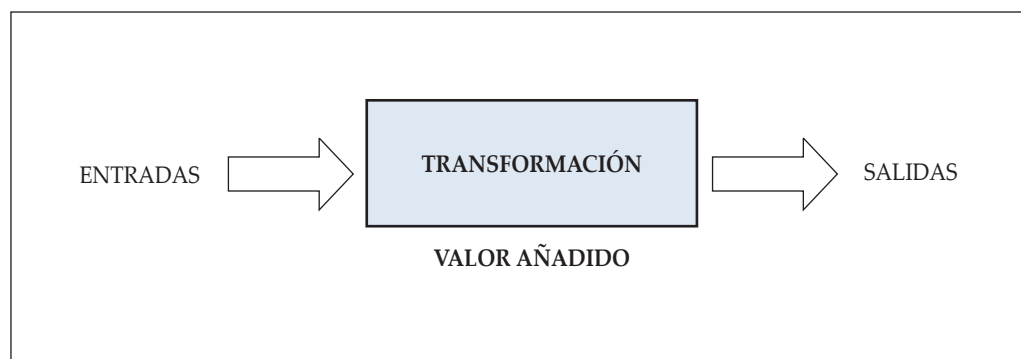 TRANSFORMACIÓN
ENTRADAS
SALIDAS
VALOR AÑADIDO